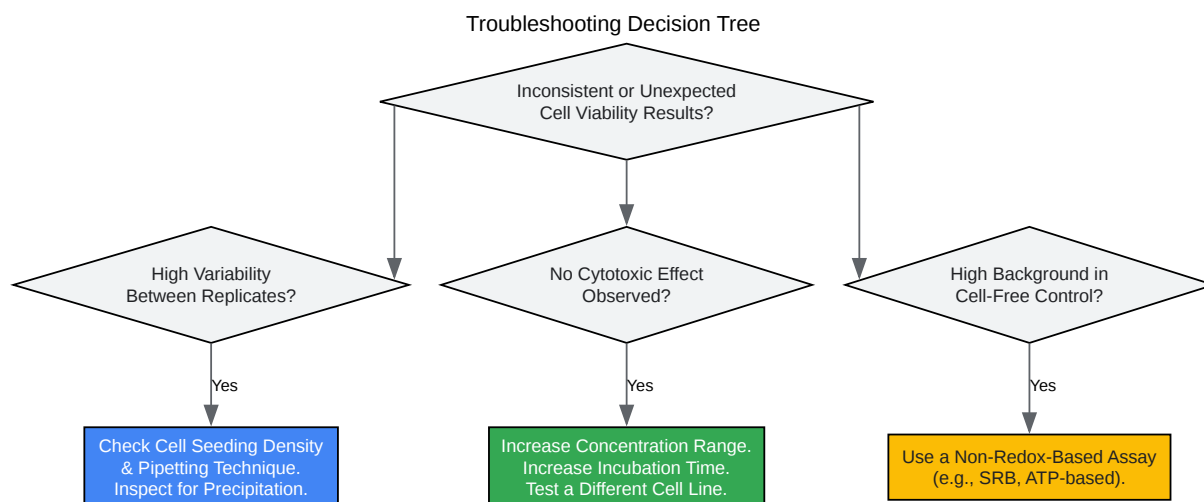 Troubleshooting Decision Tree
Inconsistent or Unexpected
Cell Viability Results?
High Variability
Between Replicates?
No Cytotoxic Effect
Observed?
High Background in
Cell-Free Control?
Yes
Yes
Yes
Check Cell Seeding Density
& Pipetting Technique.
Inspect for Precipitation.
Increase Concentration Range.
Increase Incubation Time.
Test a Different Cell Line.
Use a Non-Redox-Based Assay
(e.g., SRB, ATP-based).